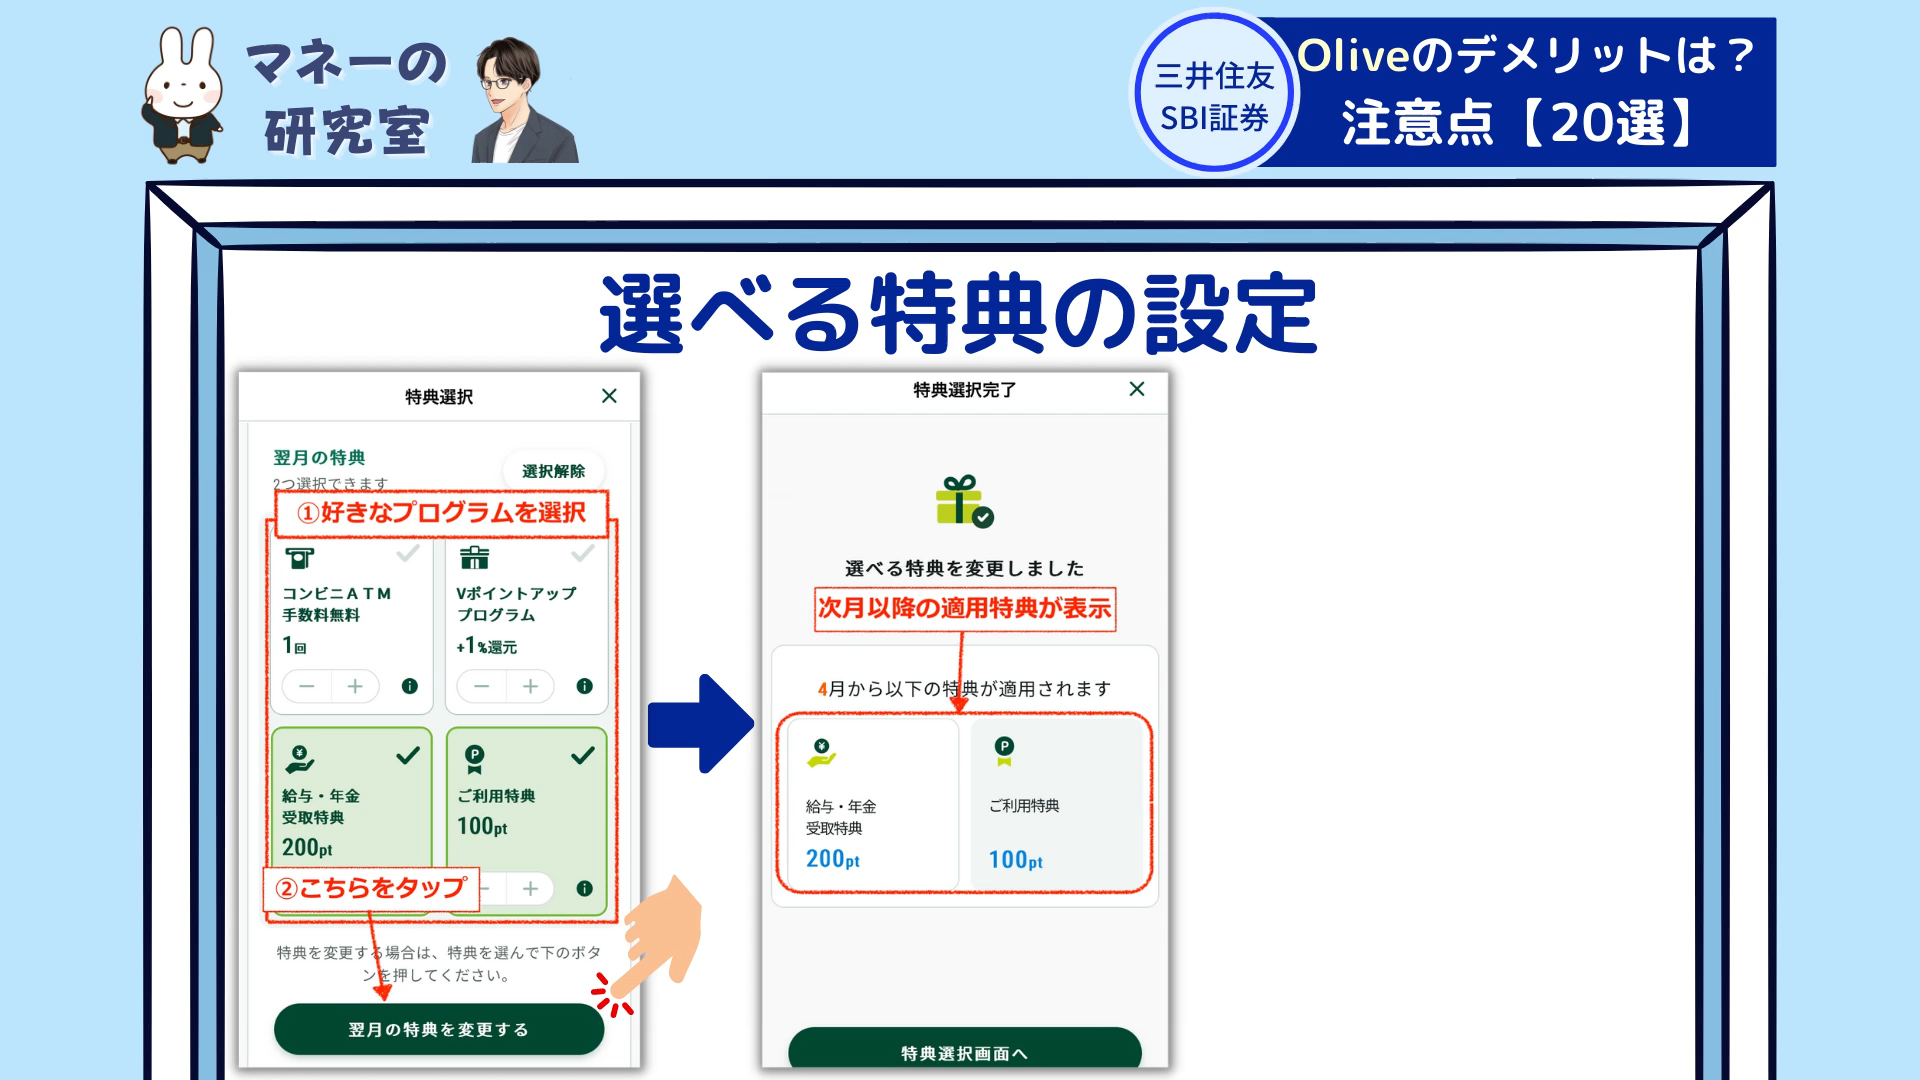 マネーの
研究室
三井住友
SBI証券
Oliveのデメリットは？
注意点【20選】
選べる特典の設定
特典選択
翌月の特典
2つ選択できます
選択解除
①好きなプログラムを選択
コンビニＡＴＭ
手数料無料
1回
Vポイントアップ
プログラム
+1%還元
給与・年金
受取特典
200pt
ご利用特典
100pt
②こちらをタップ
特典を変更する場合は、特典を選んで下のボタ
ンを押してください。
翌月の特典を変更する
特典選択完了
選べる特典を変更しました
次月以降の適用特典が表示
4月から以下の特典が適用されます
給与・年金
受取特典
200pt
ご利用特典
100pt
特典選択画面へ